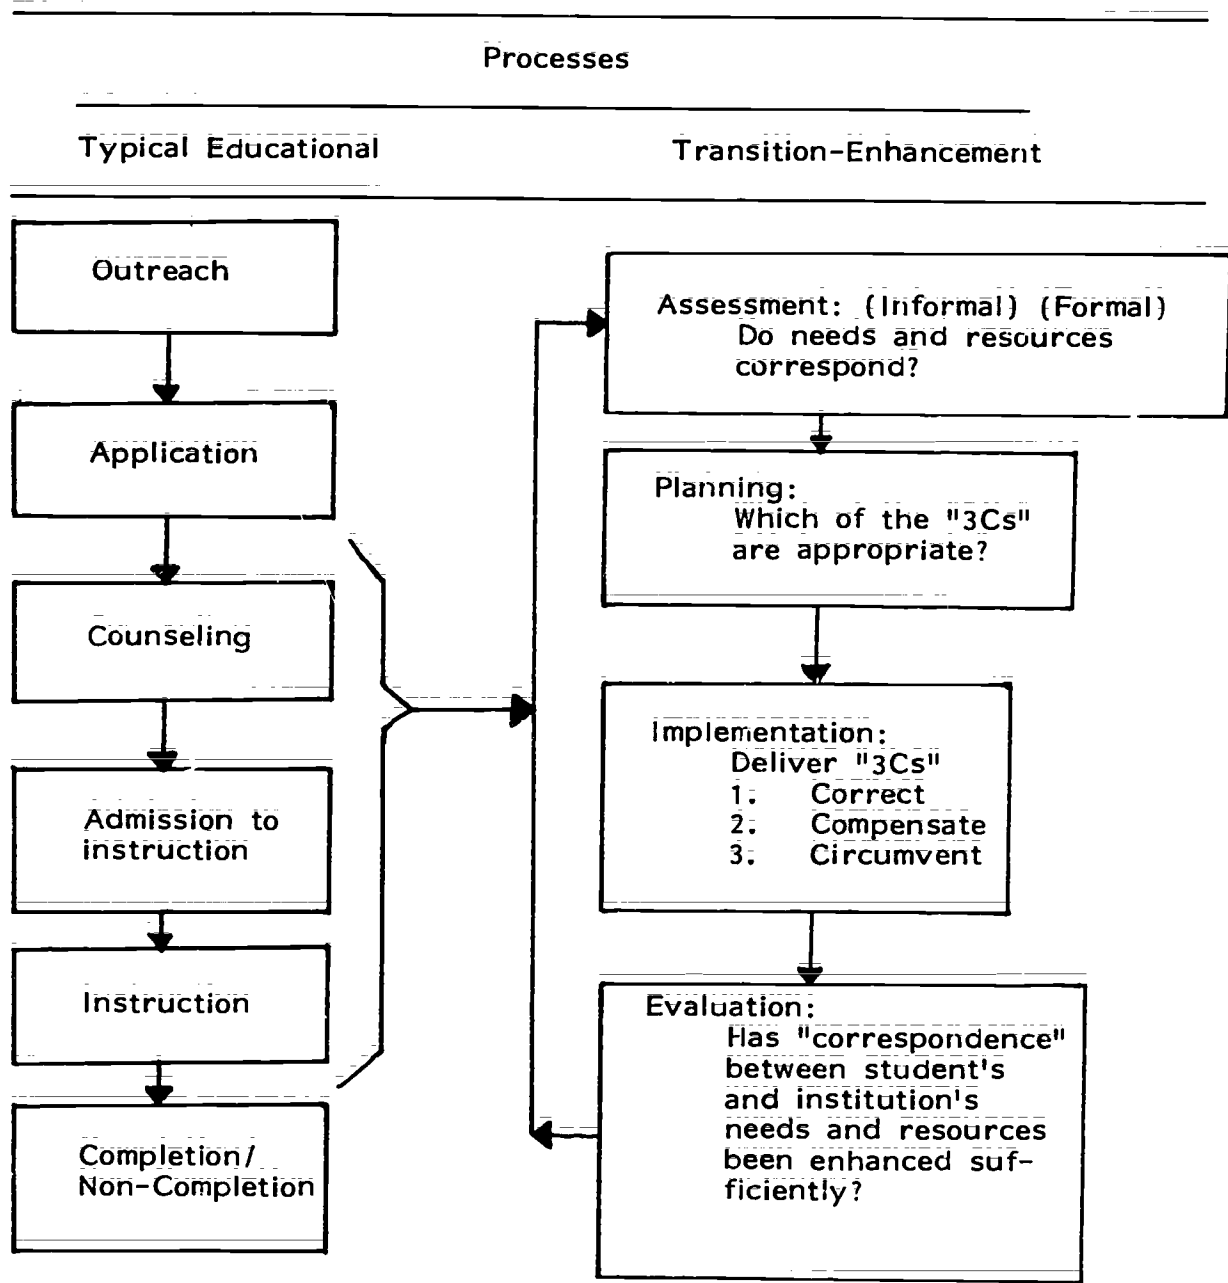 Processes
Typical Educational
Transition-Enhancement
Outreach
Application
Counseling
Admission to
instruction
Instruction
Completion/
Non-Completion
Assessment: (Informal) (Formal)
Do needs and resources
correspond?
Planning:
Which of the "3Cs"
are appropriate?
Implementation:
Deliver "3Cs"
1. Correct
2. Compensate
3. Circumvent
Evaluation:
Has "correspondence"
between student's
and institution's
needs and resources
been enhanced suf-
ficiently?